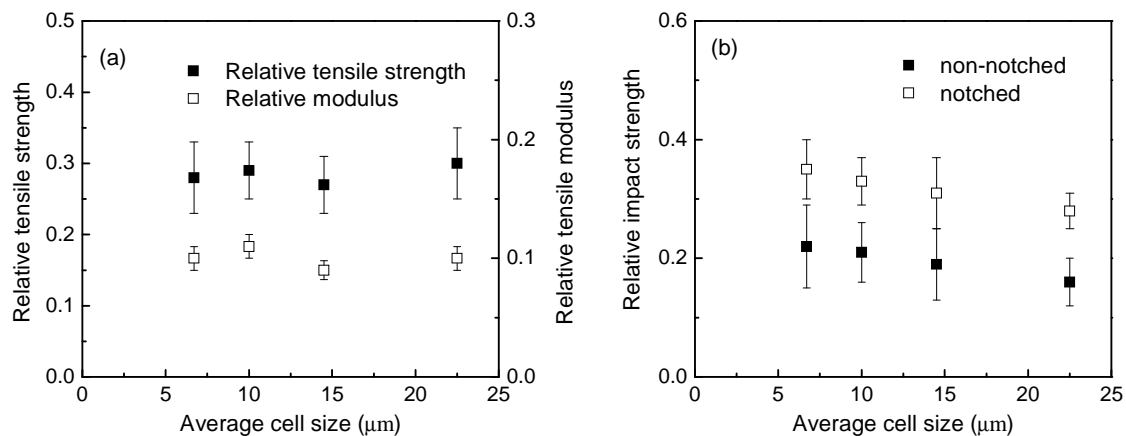 (a)
Relative tensile strength
Relative modulus
0.5
0.4
0.3
0.2
0.1
0.0
Relative tensile strength
0.3
0.2
0.1
0.0
Relative tensile modulus
0 5 10 15 20 25
Average cell size (μm)
(b)
non-notched
notched
0.6
0.4
0.2
0.0
Relative impact strength
0 5 10 15 20 25
Average cell size (μm)